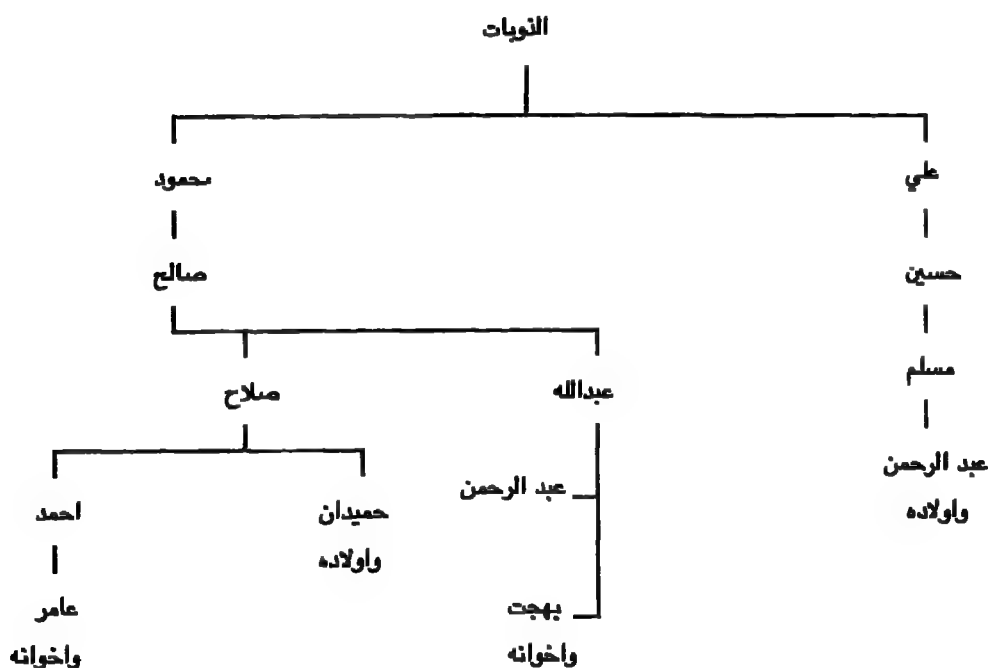 الذويات
علي
محمود
حسين
صالح
مسلم
عبدالله
صلاح
عبد الرحمن
واولاده
عبد الرحمن
حميدان
واولاده
احمد
بهجت
واخوانه
عامر
واخوانه